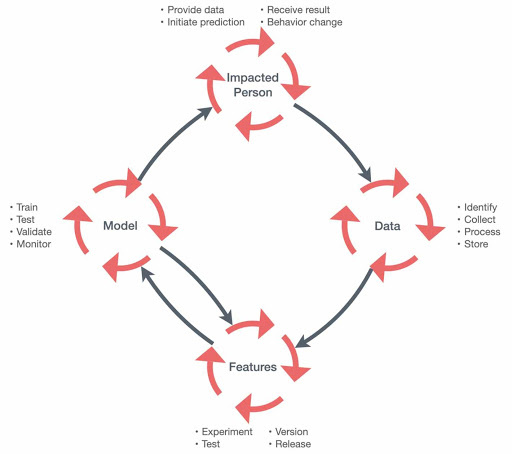 • Provide data
• Initiate prediction
• Receive result
• Behavior change
Impacted
Person
• Train
• Test
• Validate
• Monitor
Model
Data
• Identify
• Collect
• Process
• Store
Features
• Experiment
• Test
• Version
• Release